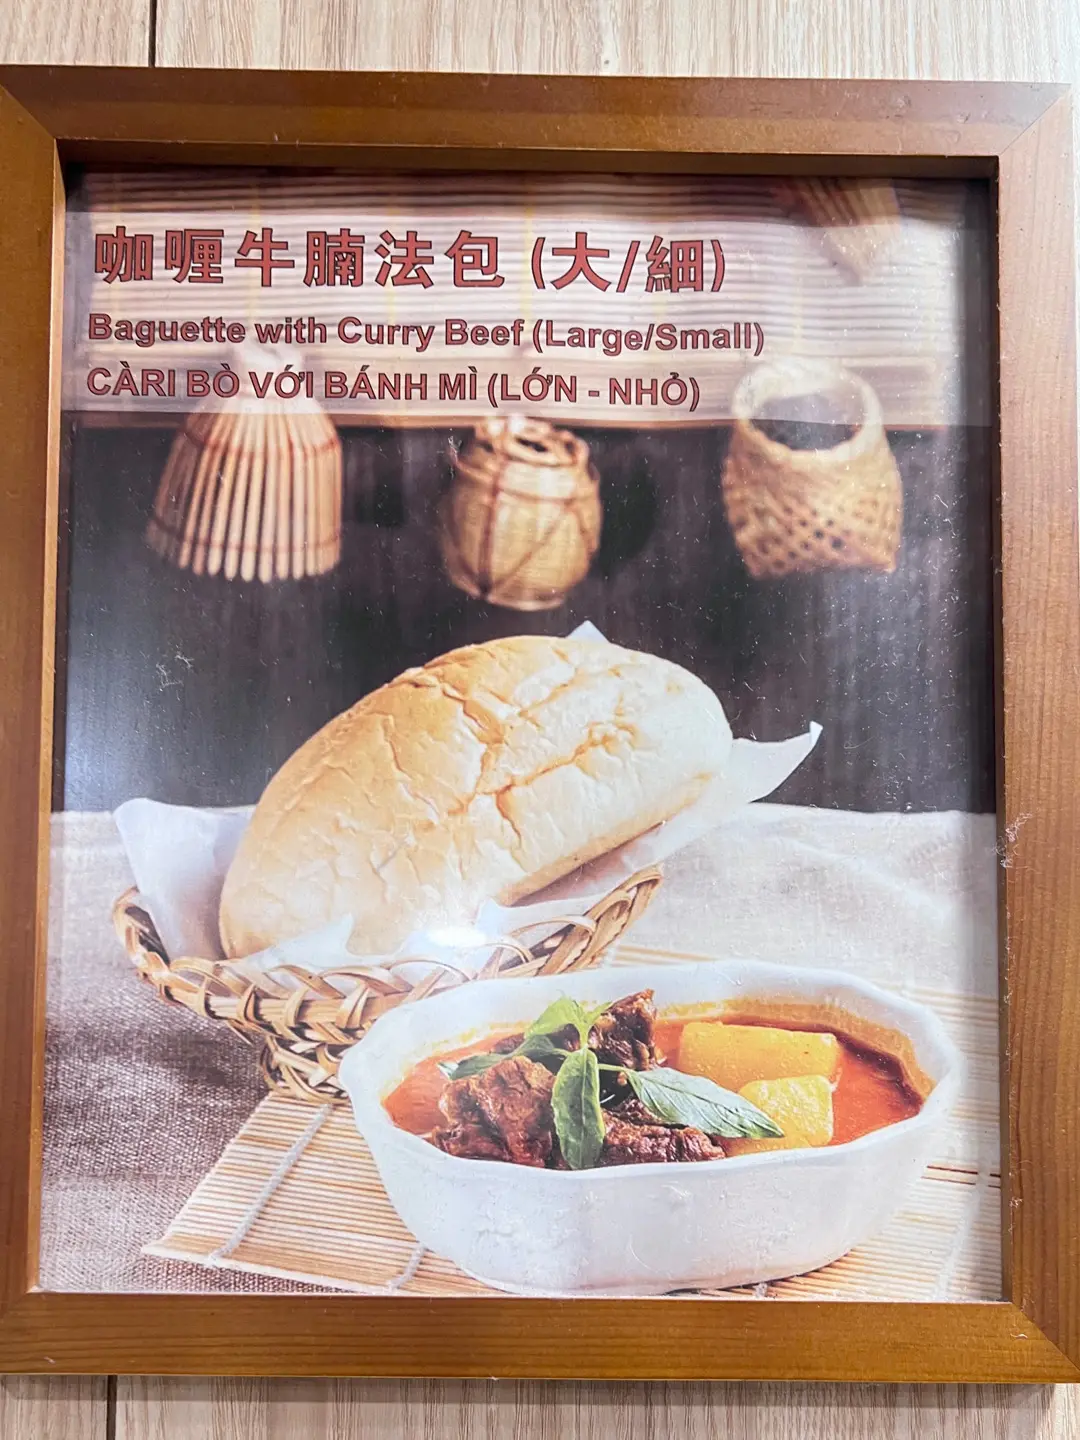 咖喱牛腩法包 (大/細)
Baguette with Curry Beef (Large/Small)
CÀRI BÒ VỚI BÁNH MÌ (LỚN - NHỎ)